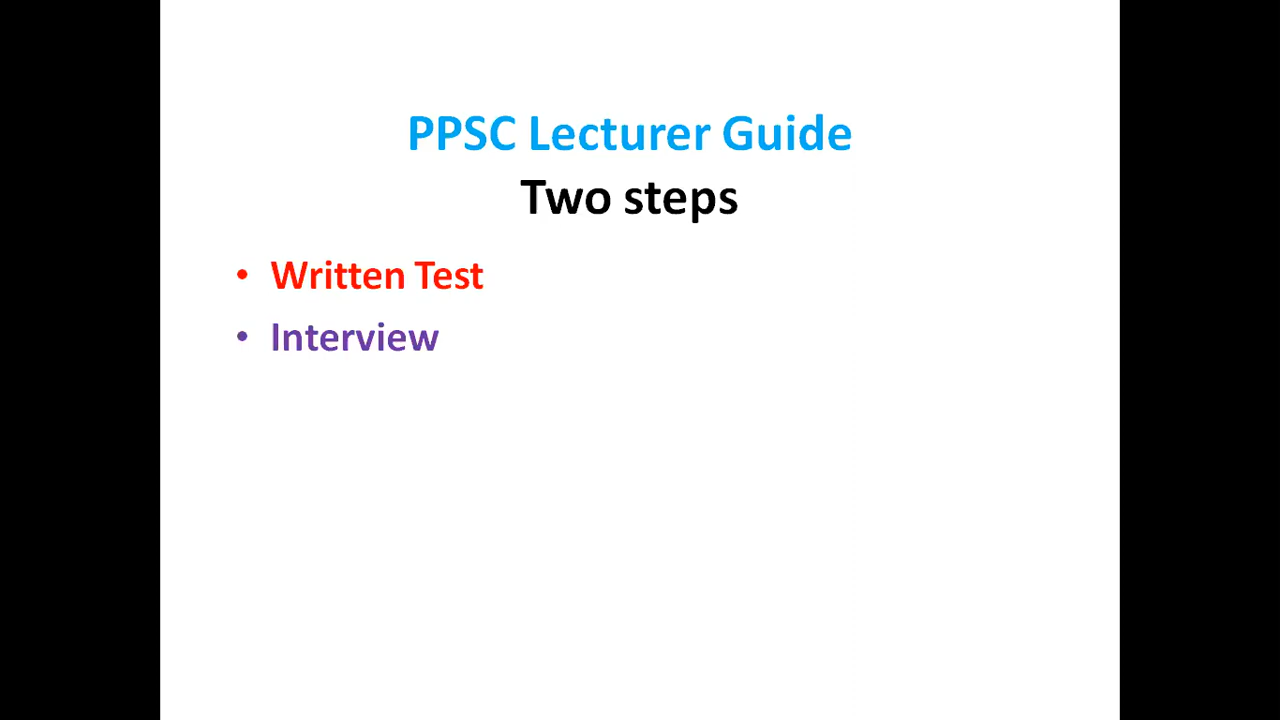 PPSC Lecturer Guide
Two steps
• Written Test
• Interview